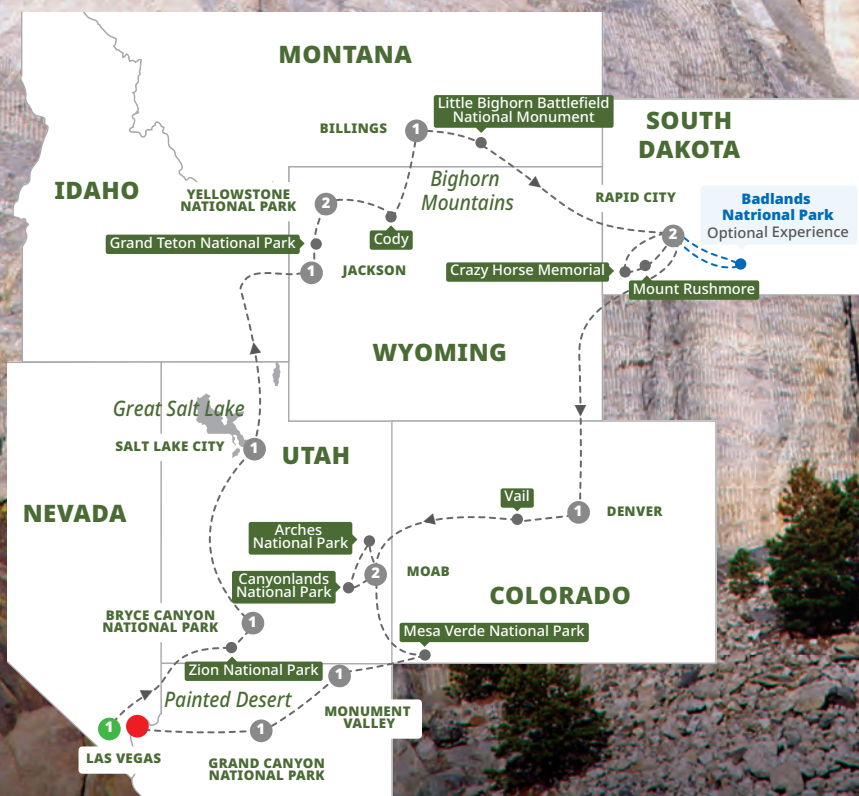 MONTANA
Little Bighorn Battlefield
National Monument
BILLINGS
1
SOUTH
DAKOTA
IDAHO
YELLOWSTONE
NATIONAL PARK
2
Bighorn
Mountains
RAPID CITY
2
Badlands
Natrional Park
Optional Experience
Grand Teton National Park
Cody
1
JACKSON
Crazy Horse Memorial
Mount Rushmore
WYOMING
Great Salt Lake
SALT LAKE CITY
1
UTAH
NEVADA
Vail
1
DENVER
Arches
National Park
2
MOAB
Canyonlands
National Park
COLORADO
BRYCE CANYON
NATIONAL PARK
1
Mesa Verde National Park
Zion National Park
1
Painted Desert
MONUMENT
VALLEY
1
1
LAS VEGAS
GRAND CANYON
NATIONAL PARK